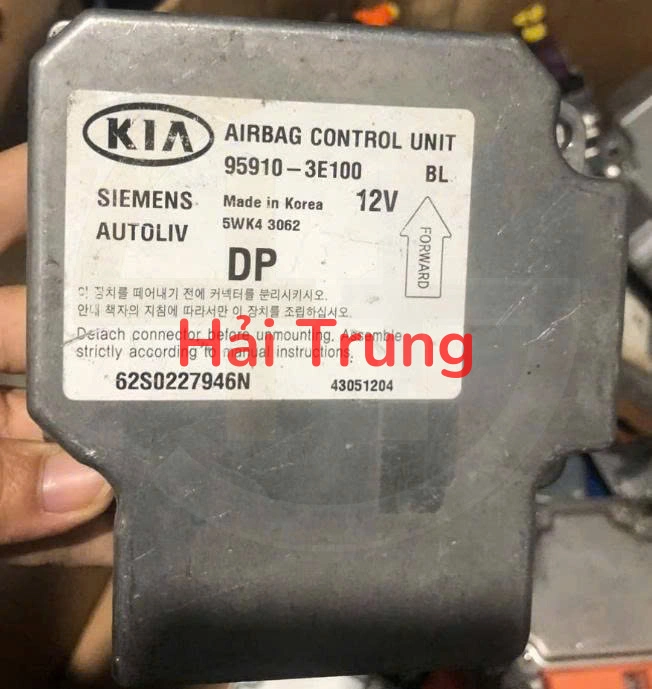 KIA AIRBAG CONTROL UNIT
95910-3E100 BL
SIEMENS Made in Korea 12V
AUTOLIV 5WK4 3062
DP
FORWARD
이 장치를 떼어내기 전에 커넥터를 분리시키시오.
안내 책자의 지침에 따라서만 이 장치를 조립하십시오.
Detach connector before unmounting. Assemble
strictly according to manual instructions.
Hải Trung
62S0227946N 43051204